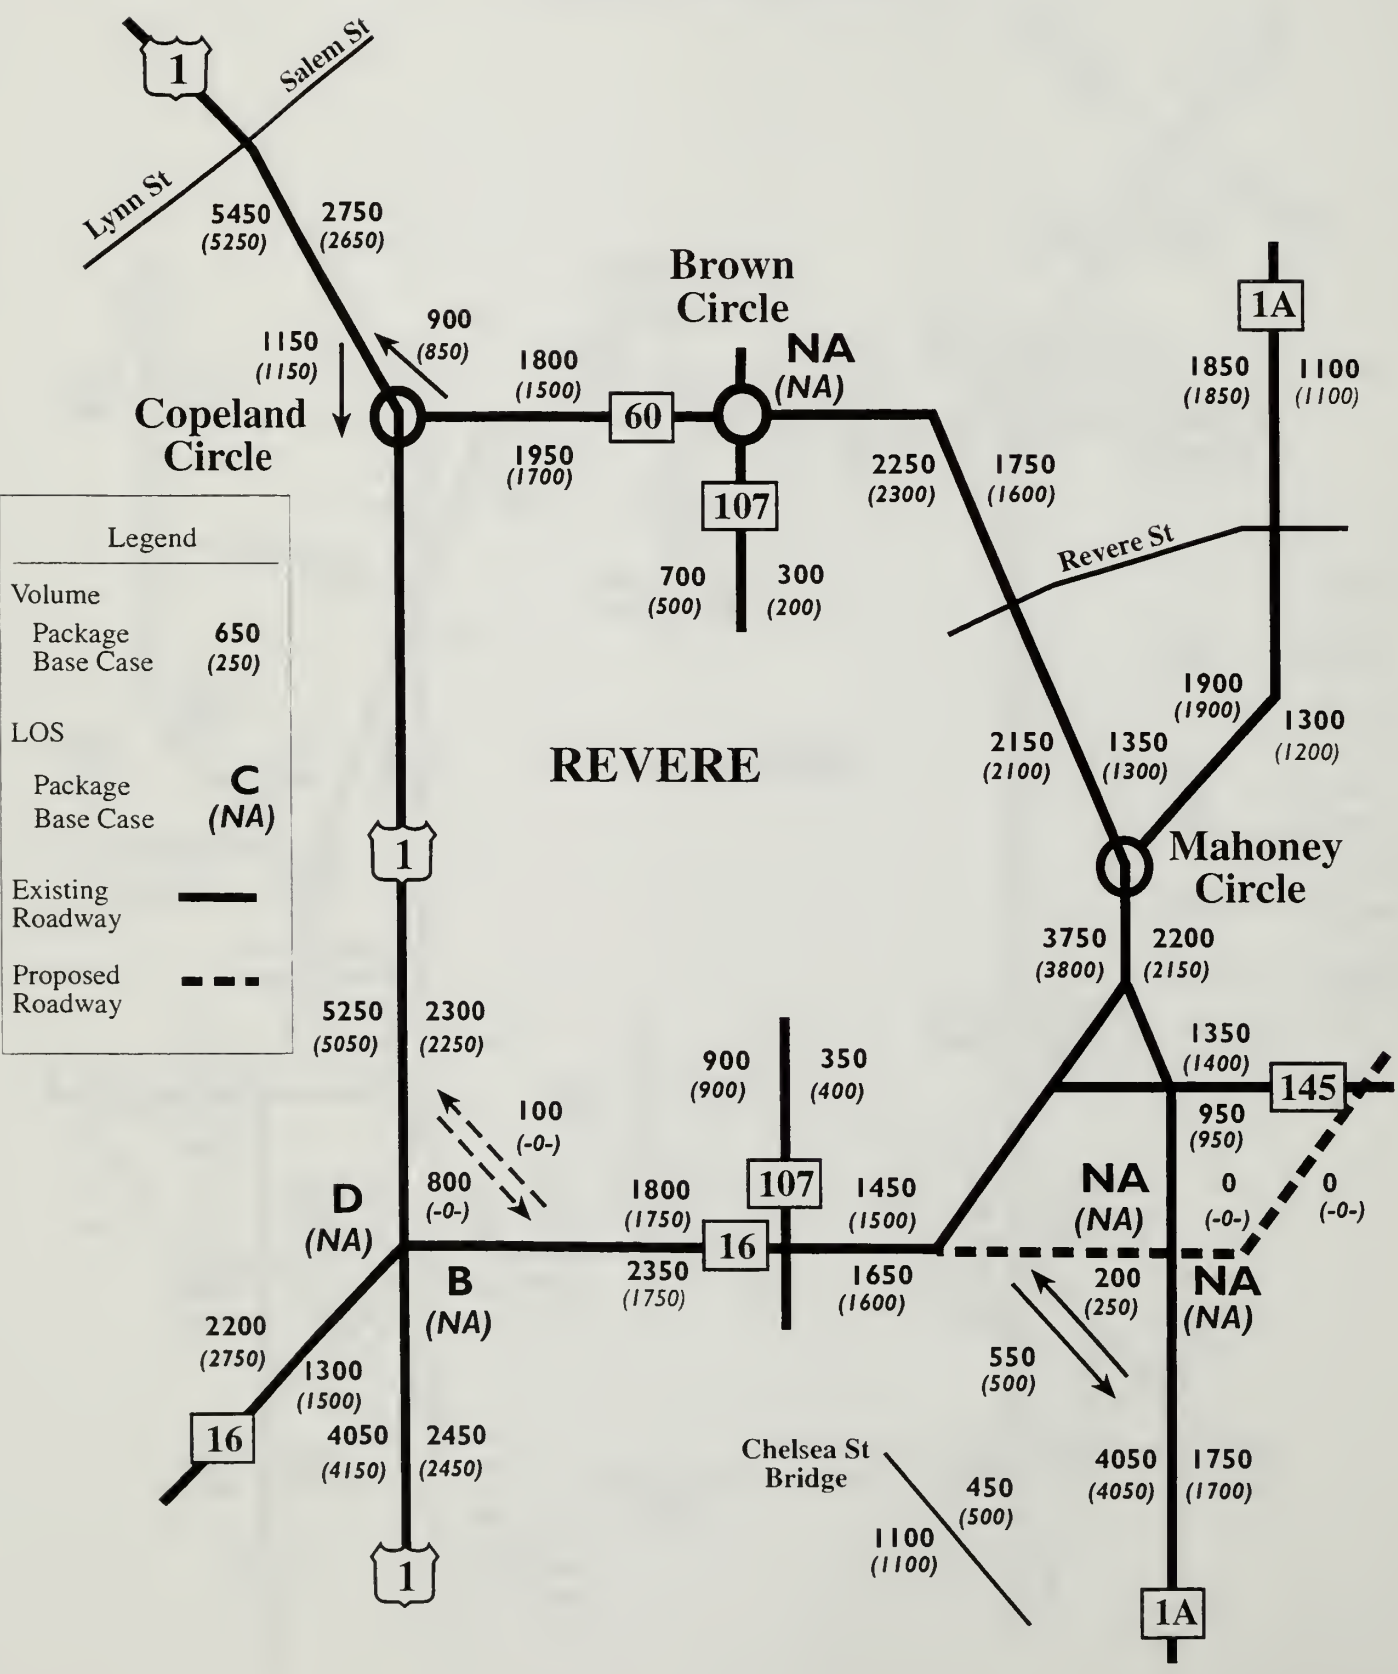 1
Salem St
Lynn St
5450
(5250)
2750
(2650)
Brown
Circle
NA
(NA)
1A
1850
(1850)
1100
(1100)
1150
(1150)
900
(850)
1800
(1500)
60
Copeland
Circle
1950
(1700)
107
2250
(2300)
1750
(1600)
Revere St
700
(500)
300
(200)
Legend
Volume
Package 650
Base Case (250)
LOS
Package C
Base Case (NA)
Existing
Roadway
Proposed
Roadway
1900
(1900)
1300
(1200)
2150
(2100)
1350
(1300)
REVERE
1
Mahoney
Circle
3750
(3800)
2200
(2150)
5250
(5050)
2300
(2250)
900
(900)
350
(400)
1350
(1400)
145
950
(950)
100
(-0-)
800
(-0-)
D
(NA)
1800
(1750)
107
1450
(1500)
NA
(NA)
0
(-0-)
0
(-0-)
16
B
(NA)
2350
(1750)
1650
(1600)
200
(250)
NA
(NA)
2200
(2750)
1300
(1500)
550
(500)
16
4050
(4150)
2450
(2450)
Chelsea St
Bridge
450
(500)
1100
(1100)
4050
(4050)
1750
(1700)
1
1A